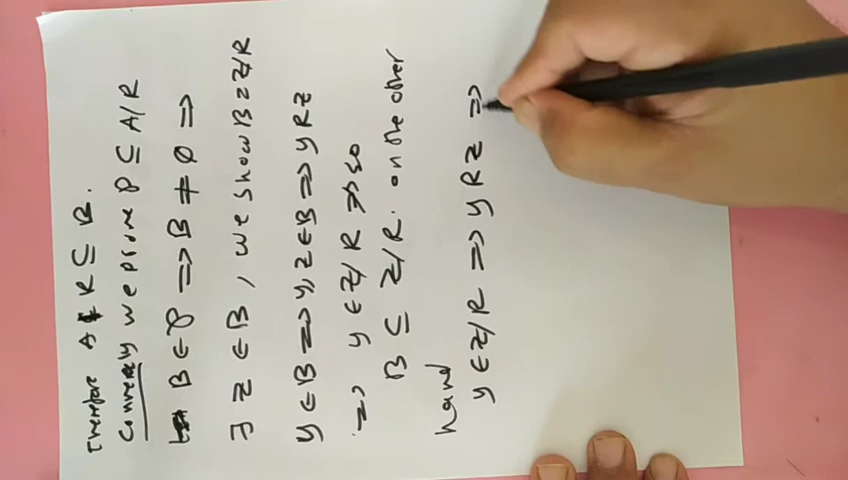 Therefore A/R ⊆ B.
Conversely we prove P ⊆ A/R
B ∈ P ⟹ B ≠ ∅ ⟹
∃ z ∈ B, we show B = z/R
y ∈ B ⟹ y, z ∈ B ⟹ y R z
⟹ y ∈ z/R ⟹ so
B ⊆ z/R. on the other
hand
y ∈ z/R ⟹ y R z ⟹